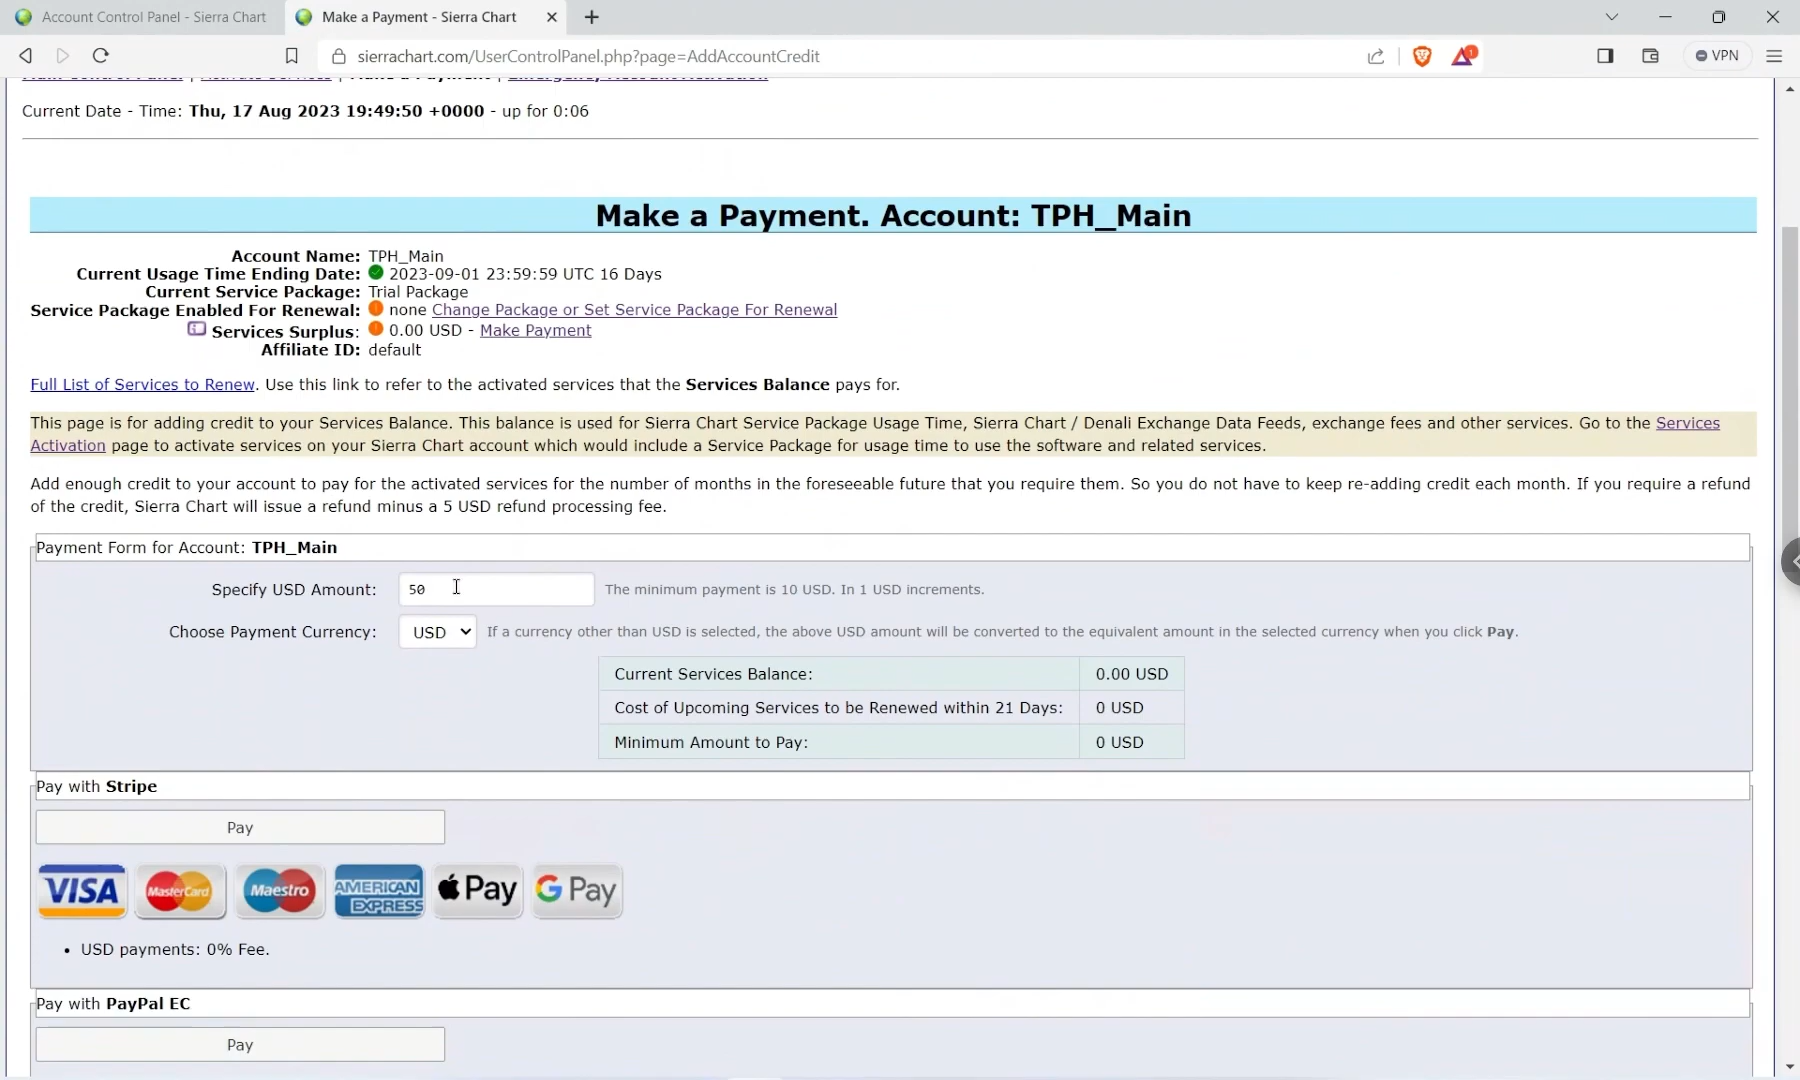 Account Control Panel - Sierra Chart
Make a Payment - Sierra Chart
sierrachart.com/UserControlPanel.php?page=AddAccountCredit
1
VPN
Main Control Panel | Activate Services | Make a Payment | Emergency Account Activation
Current Date - Time: Thu, 17 Aug 2023 19:49:50 +0000 - up for 0:06
Make a Payment. Account: TPH_Main
Account Name: TPH_Main
Current Usage Time Ending Date: 2023-09-01 23:59:59 UTC 16 Days
Current Service Package: Trial Package
Service Package Enabled For Renewal: none Change Package or Set Service Package For Renewal
Services Surplus: 0.00 USD - Make Payment
Affiliate ID: default
Full List of Services to Renew. Use this link to refer to the activated services that the Services Balance pays for.
This page is for adding credit to your Services Balance. This balance is used for Sierra Chart Service Package Usage Time, Sierra Chart / Denali Exchange Data Feeds, exchange fees and other services. Go to the Services
Activation page to activate services on your Sierra Chart account which would include a Service Package for usage time to use the software and related services.
Add enough credit to your account to pay for the activated services for the number of months in the foreseeable future that you require them. So you do not have to keep re-adding credit each month. If you require a refund
of the credit, Sierra Chart will issue a refund minus a 5 USD refund processing fee.
Payment Form for Account: TPH_Main
Specify USD Amount: 50 The minimum payment is 10 USD. In 1 USD increments.
Choose Payment Currency: USD If a currency other than USD is selected, the above USD amount will be converted to the equivalent amount in the selected currency when you click Pay.
Current Services Balance: 0.00 USD
Cost of Upcoming Services to be Renewed within 21 Days: 0 USD
Minimum Amount to Pay: 0 USD
Pay with Stripe
Pay
VISA MasterCard Maestro AMERICAN EXPRESS Pay G Pay
• USD payments: 0% Fee.
Pay with PayPal EC
Pay